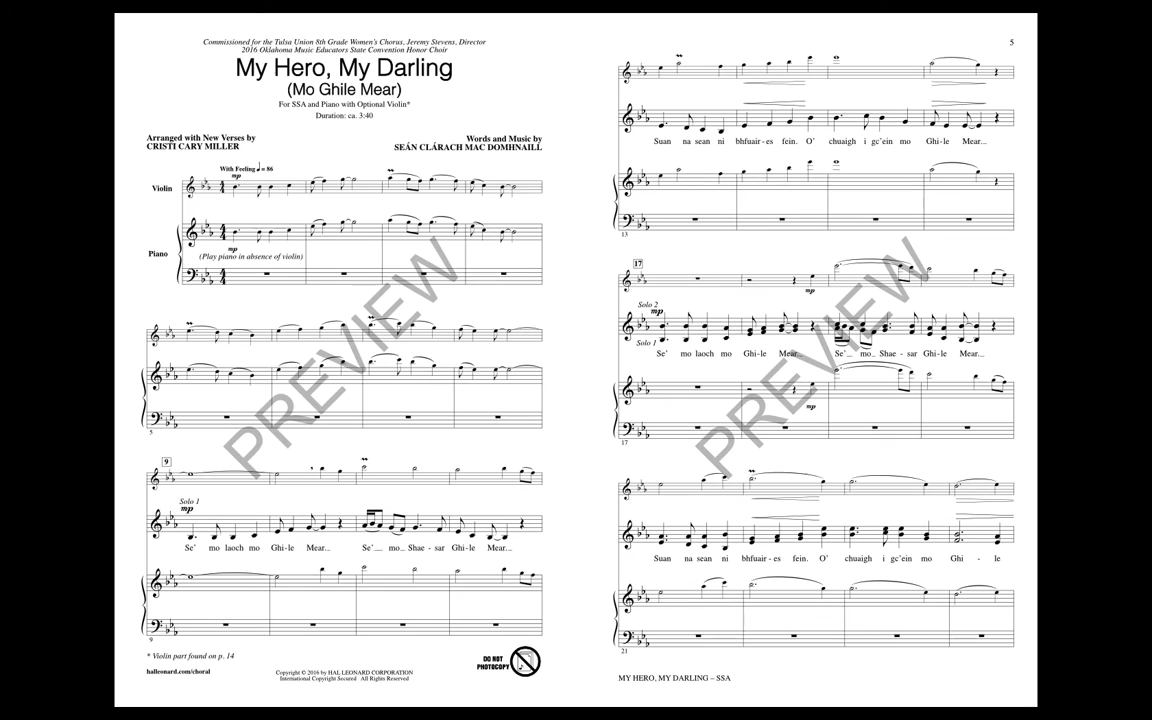 Commissioned for the Tulsa Union 8th Grade Women's Chorus, Jeremy Stevens, Director
2016 Oklahoma Music Educators State Convention Honor Choir
My Hero, My Darling
(Mo Ghile Mear)
For SSA and Piano with Optional Violin*
Duration: ca. 3:40
Arranged with New Verses by
CRISTI CARY MILLER
Words and Music by
SEÁN CLÁRACH MAC DOMHNAILL
With Feeling ♩ = 86
mp
Violin
Piano
mp
(Play piano in absence of violin)
5
9
Solo 1
mp
Se' mo laoch mo Ghi-le Mear... Se'__ mo_ Shae-sar Ghi-le Mear...
9
* Violin part found on p. 14
halleonard.com/choral
Copyright © 2016 by HAL LEONARD CORPORATION
International Copyright Secured All Rights Reserved
DO NOT
PHOTOCOPY
5
Suan na sean ni bhfuair-es fein. O' chuaigh i gc'ein mo Ghi-le Mear...
13
17
mp
Solo 2
mp
Solo 1
Se' mo laoch mo Ghi-le Mear... Se'__ mo_ Shae-sar Ghi-le Mear...
mp
17
Suan na sean ni bhfuair-es fein. O' chuaigh i gc'ein mo Ghi - le
21
MY HERO, MY DARLING – SSA
PREVIEW
PREVIEW